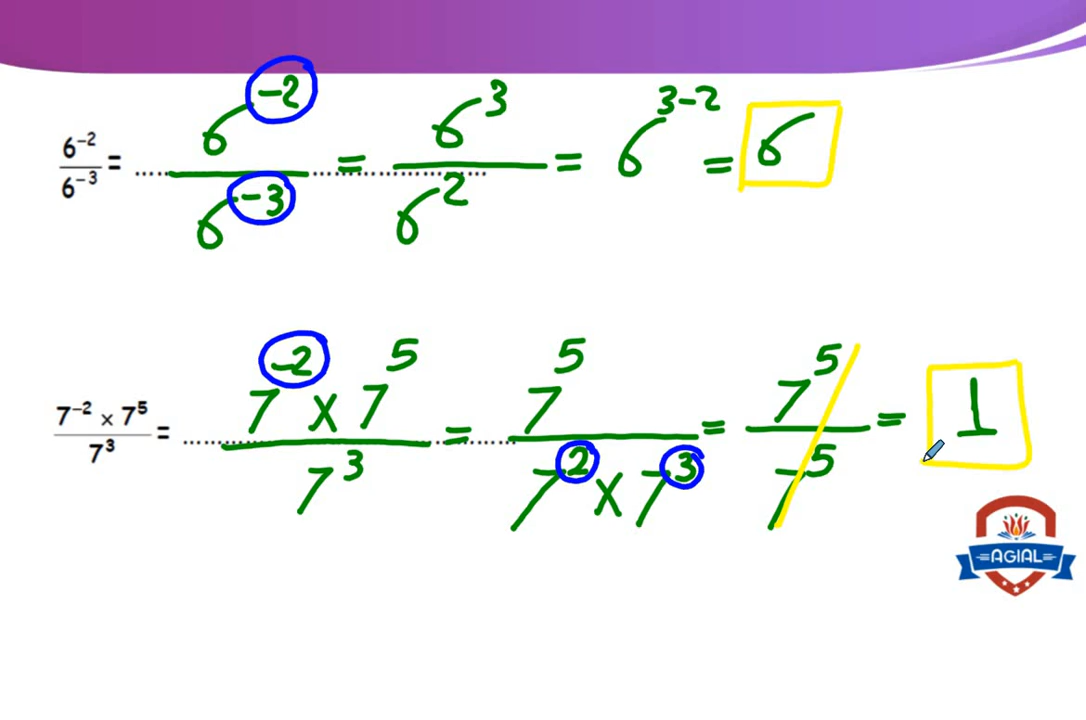 6⁻²/6⁻³ = 6⁻²/6⁻³ = 6³/6² = 6³⁻² = 6
7⁻² × 7⁵/7³ = 7⁻² × 7⁵/7³ = 7⁵/7² × 7³ = 7⁵/7⁵ = 1
AGIAL